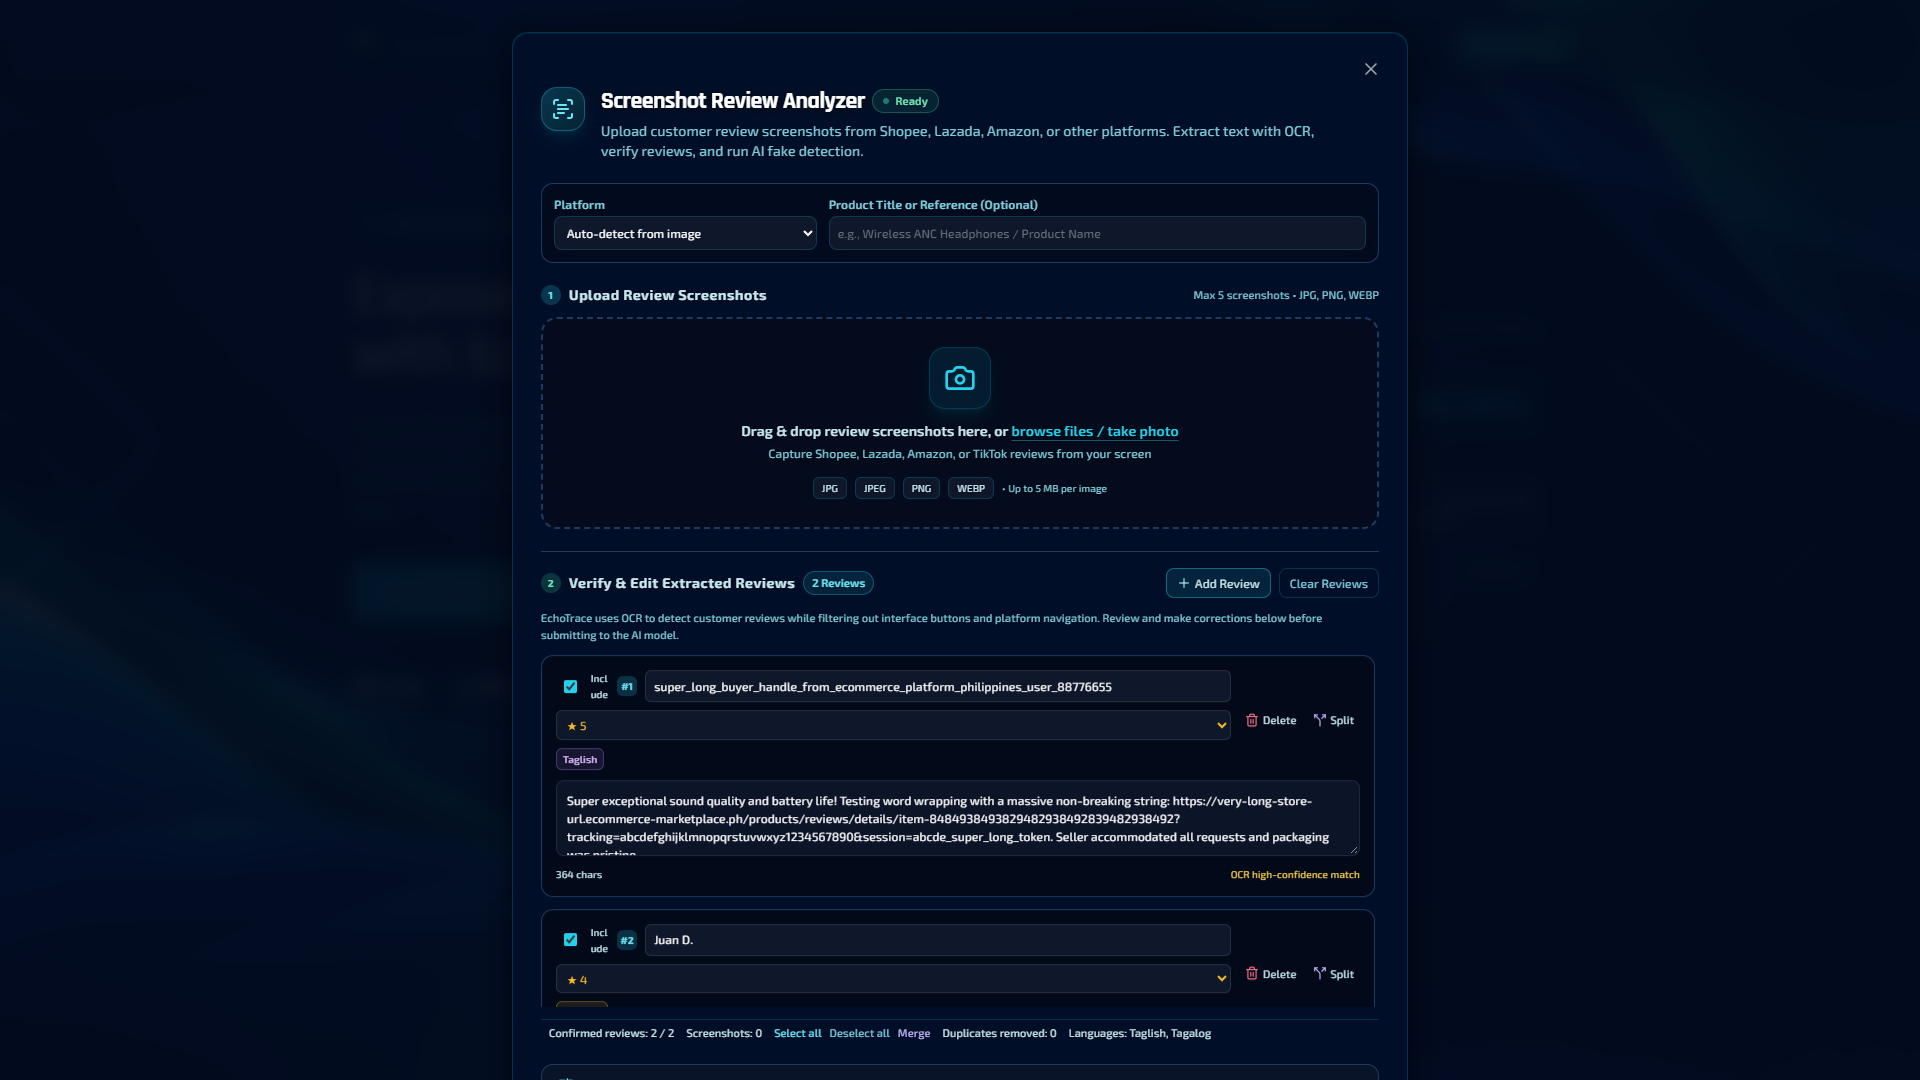 Screenshot Review Analyzer
Ready
Upload customer review screenshots from Shopee, Lazada, Amazon, or other platforms. Extract text with OCR,
verify reviews, and run AI fake detection.
Platform
Product Title or Reference (Optional)
Auto-detect from image
e.g., Wireless ANC Headphones / Product Name
1 Upload Review Screenshots
Max 5 screenshots • JPG, PNG, WEBP
Drag & drop review screenshots here, or browse files / take photo
Capture Shopee, Lazada, Amazon, or TikTok reviews from your screen
JPG JPEG PNG WEBP • Up to 5 MB per image
2 Verify & Edit Extracted Reviews
2 Reviews
+ Add Review
Clear Reviews
EchoTrace uses OCR to detect customer reviews while filtering out interface buttons and platform navigation. Review and make corrections below before
submitting to the AI model.
Incl
ude
#1
super_long_buyer_handle_from_ecommerce_platform_philippines_user_88776655
★ 5
Delete
Split
Taglish
Super exceptional sound quality and battery life! Testing word wrapping with a massive non-breaking string: https://very-long-store-
url.ecommerce-marketplace.ph/products/reviews/details/item-8484938493829482938492839482938492?
tracking=abcdefghijklmnopqrstuvwxyz1234567890&session=abcde_super_long_token. Seller accommodated all requests and packaging
was pristine
364 chars
OCR high-confidence match
Incl
ude
#2
Juan D.
★ 4
Delete
Split
Confirmed reviews: 2 / 2 Screenshots: 0 Select all Deselect all Merge Duplicates removed: 0 Languages: Taglish, Tagalog